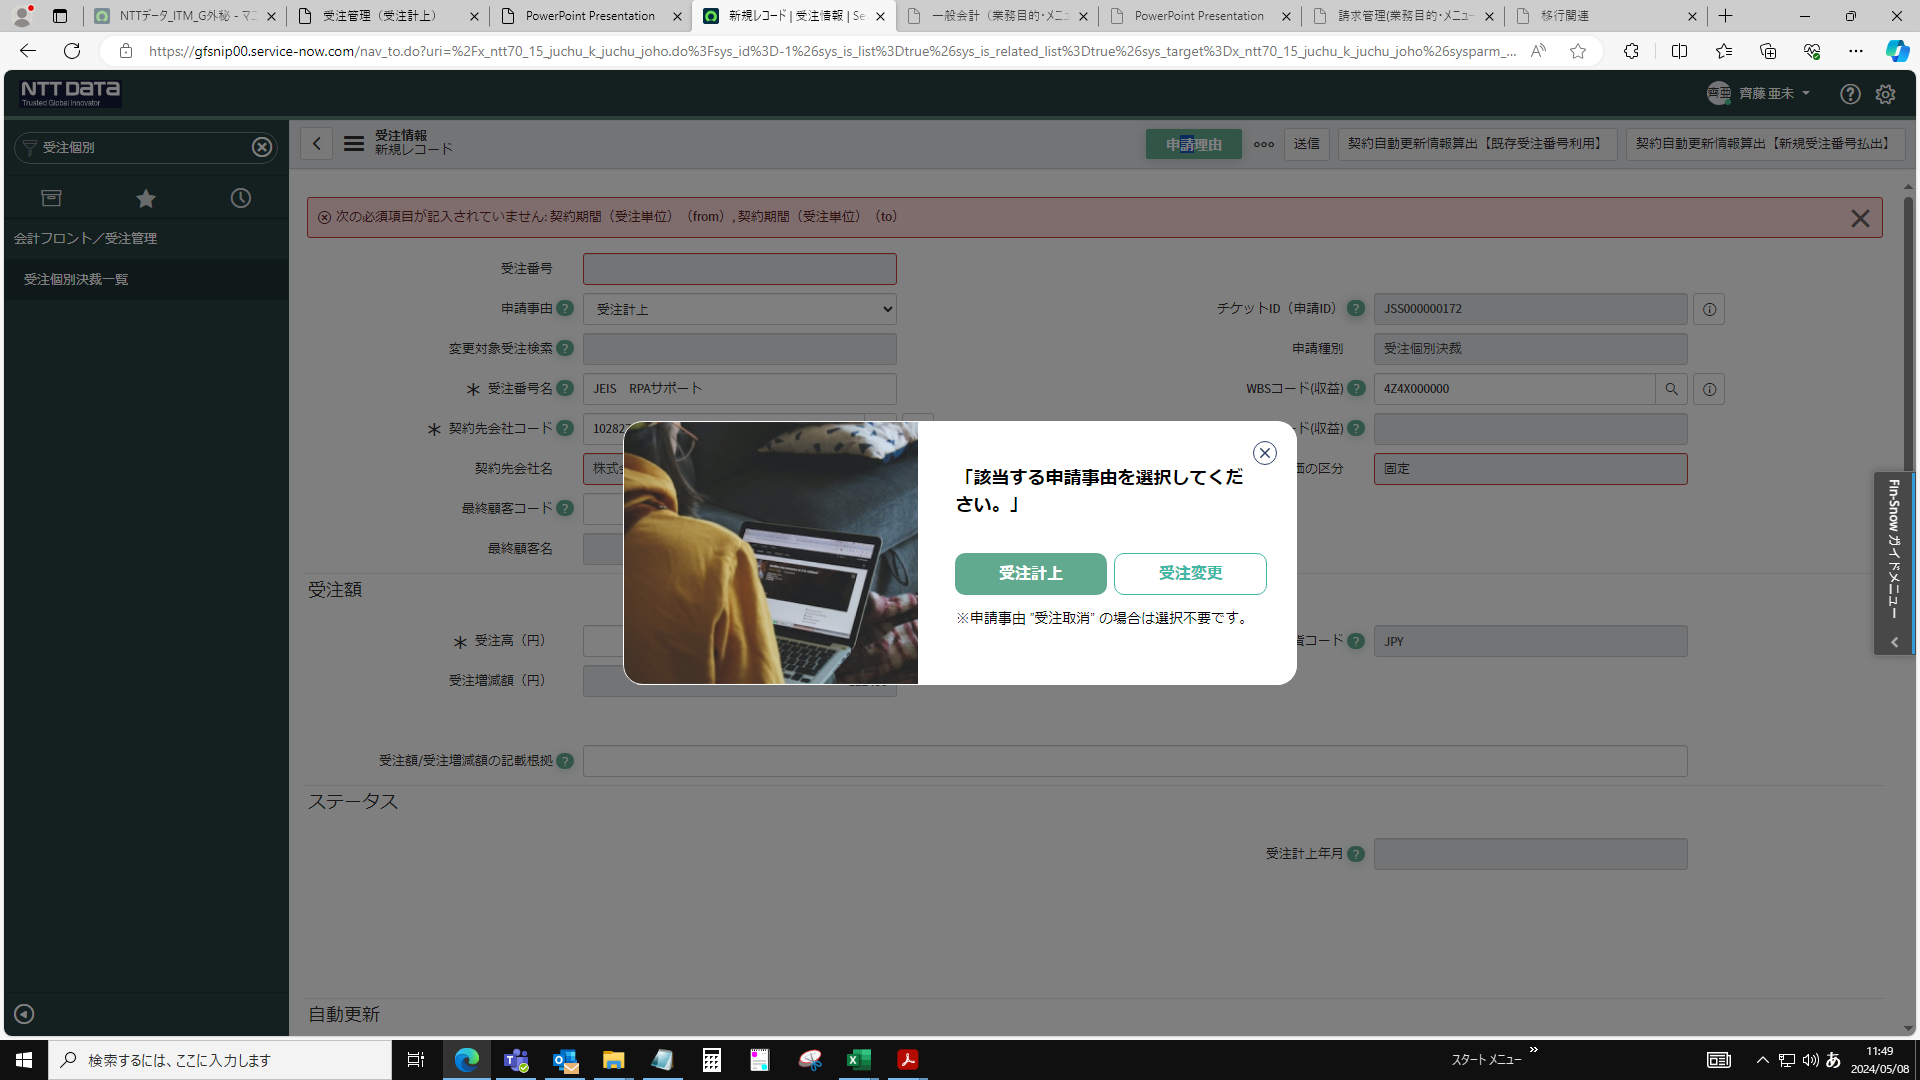 NTTデータ_ITM_G外秘 - マニ
受注管理（受注計上）
PowerPoint Presentation
新規レコード | 受注情報 | Se
一般会計（業務目的･メニュ
PowerPoint Presentation
請求管理(業務目的･メニュー
移行関連
https://gfsnip00.service-now.com/nav_to.do?uri=%2Fx_ntt70_15_juchu_k_juchu_joho.do%3Fsys_id%3D-1%26sys_is_list%3Dtrue%26sys_is_related_list%3Dtrue%26sys_target%3Dx_ntt70_15_juchu_k_juchu_joho%26sysparm_...
NTT DATA
Trusted Global Innovator
齊亜
齊藤 亜未
受注個別
会計フロント／受注管理
受注個別決裁一覧
受注情報
新規レコード
申請理由
送信
契約自動更新情報算出【既存受注番号利用】
契約自動更新情報算出【新規受注番号払出】
次の必須項目が記入されていません: 契約期間（受注単位）（from）, 契約期間（受注単位）（to）
受注番号
申請事由 ?
受注計上
チケットID（申請ID） ?
JSS000000172
変更対象受注検索 ?
申請種別
受注個別決裁
＊ 受注番号名 ?
JEIS　RPAサポート
WBSコード(収益) ?
4Z4X000000
＊ 契約先会社コード ?
10282
ド(収益) ?
契約先会社名
株式
価の区分
固定
最終顧客コード ?
最終顧客名
「該当する申請事由を選択してくだ
さい。」
受注計上
受注変更
※申請事由 "受注取消" の場合は選択不要です。
受注額
＊ 受注高（円）
貨コード ?
JPY
受注増減額（円）
受注額/受注増減額の記載根拠 ?
ステータス
受注計上年月 ?
自動更新
Fin-Snow ガイドメニュー
検索するには、ここに入力します
スタート メニュー
あ
11:49
2024/05/08